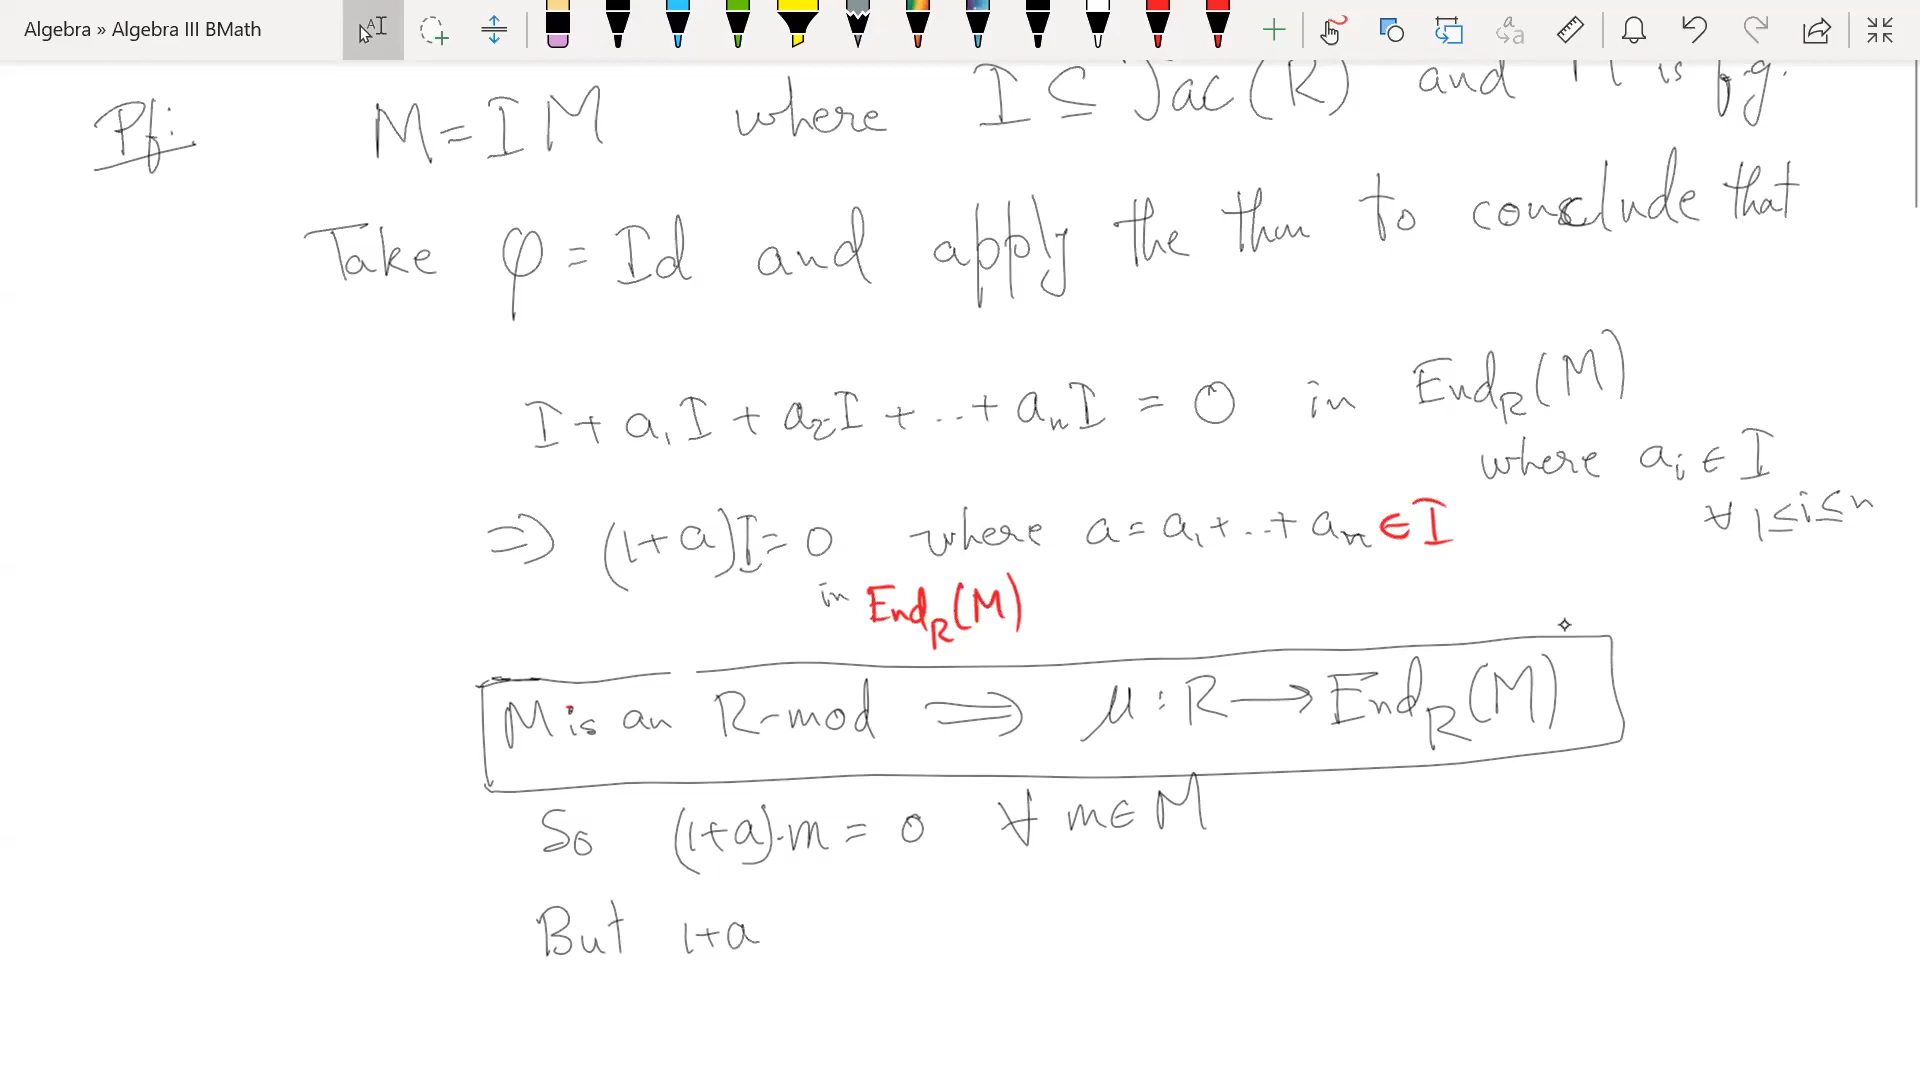 Algebra » Algebra III BMath
Pf: M = IM where I ⊆ Jac(R) and M is fg.
Take φ = Id and apply the thm to conclude that
I + a₁I + a₂I + ... + aₙI = 0 in End_R(M)
where aᵢ ∈ I
∀ 1≤i≤n
⇒ (1+a)I = 0 where a = a₁ + ... + aₙ ∈ I
in End_R(M)
M is an R-mod ⟹ μ : R ⟶ End_R(M)
So (1+a)·m = 0 ∀ m ∈ M
But 1+a